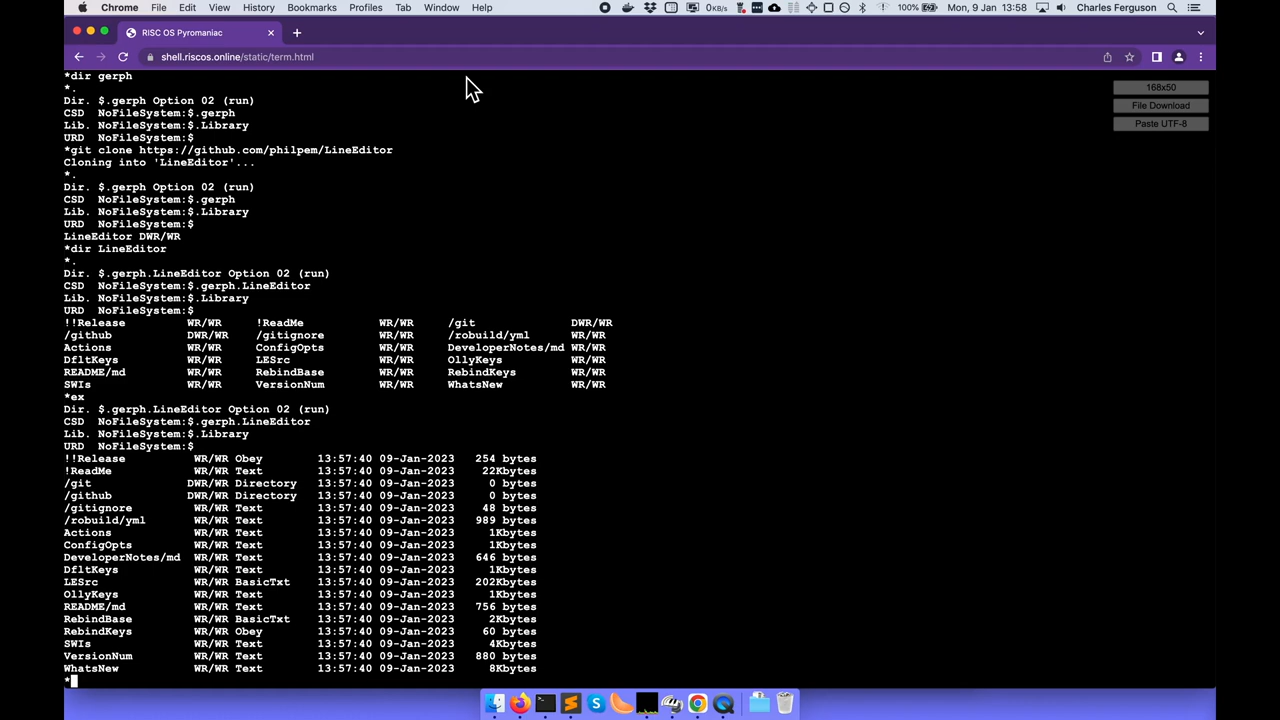 Chrome File Edit View History Bookmarks Profiles Tab Window Help 0KB/s 100% Mon, 9 Jan 13:58 Charles Ferguson
RISC OS Pyromaniac
shell.riscos.online/static/term.html
168x50
File Download
Paste UTF-8
*dir gerph
*.
Dir. $.gerph Option 02 (run)
CSD  NoFileSystem:$.gerph
Lib. NoFileSystem:$.Library
URD  NoFileSystem:$
*git clone https://github.com/philpem/LineEditor
Cloning into 'LineEditor'...
*.
Dir. $.gerph Option 02 (run)
CSD  NoFileSystem:$.gerph
Lib. NoFileSystem:$.Library
URD  NoFileSystem:$
LineEditor DWR/WR
*dir LineEditor
*.
Dir. $.gerph.LineEditor Option 02 (run)
CSD  NoFileSystem:$.gerph.LineEditor
Lib. NoFileSystem:$.Library
URD  NoFileSystem:$
!!Release WR/WR !ReadMe WR/WR /git DWR/WR
/github DWR/WR /gitignore WR/WR /robuild/yml WR/WR
Actions WR/WR ConfigOpts WR/WR DeveloperNotes/md WR/WR
DfltKeys WR/WR LESrc WR/WR OllyKeys WR/WR
README/md WR/WR RebindBase WR/WR RebindKeys WR/WR
SWIs WR/WR VersionNum WR/WR WhatsNew WR/WR
*ex
Dir. $.gerph.LineEditor Option 02 (run)
CSD  NoFileSystem:$.gerph.LineEditor
Lib. NoFileSystem:$.Library
URD  NoFileSystem:$
!!Release WR/WR Obey 13:57:40 09-Jan-2023 254 bytes
!ReadMe WR/WR Text 13:57:40 09-Jan-2023 22Kbytes
/git DWR/WR Directory 13:57:40 09-Jan-2023 0 bytes
/github DWR/WR Directory 13:57:40 09-Jan-2023 0 bytes
/gitignore WR/WR Text 13:57:40 09-Jan-2023 48 bytes
/robuild/yml WR/WR Text 13:57:40 09-Jan-2023 989 bytes
Actions WR/WR Text 13:57:40 09-Jan-2023 1Kbytes
ConfigOpts WR/WR Text 13:57:40 09-Jan-2023 1Kbytes
DeveloperNotes/md WR/WR Text 13:57:40 09-Jan-2023 646 bytes
DfltKeys WR/WR Text 13:57:40 09-Jan-2023 1Kbytes
LESrc WR/WR BasicTxt 13:57:40 09-Jan-2023 202Kbytes
OllyKeys WR/WR Text 13:57:40 09-Jan-2023 1Kbytes
README/md WR/WR Text 13:57:40 09-Jan-2023 756 bytes
RebindBase WR/WR BasicTxt 13:57:40 09-Jan-2023 2Kbytes
RebindKeys WR/WR Obey 13:57:40 09-Jan-2023 60 bytes
SWIs WR/WR Text 13:57:40 09-Jan-2023 4Kbytes
VersionNum WR/WR Text 13:57:40 09-Jan-2023 880 bytes
WhatsNew WR/WR Text 13:57:40 09-Jan-2023 8Kbytes
*